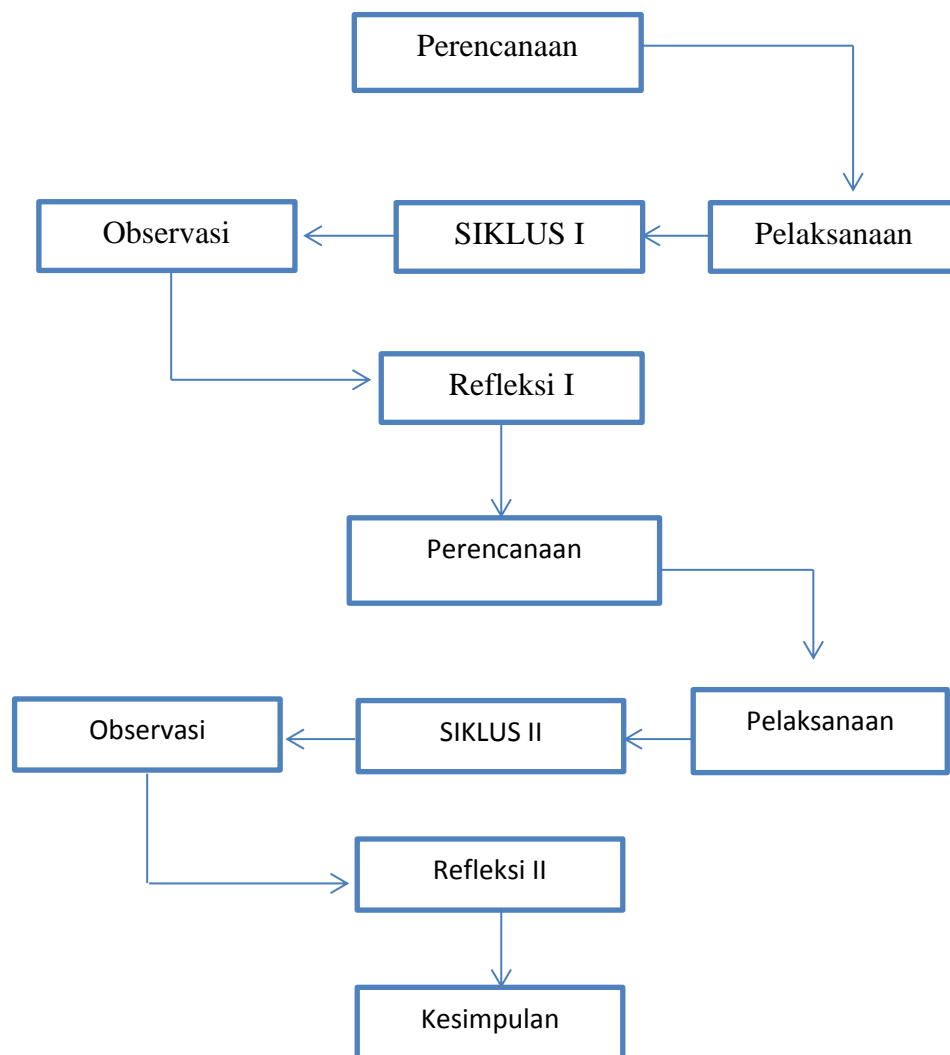 Perencanaan
Observasi
SIKLUS I
Pelaksanaan
Refleksi I
Perencanaan
Observasi
SIKLUS II
Pelaksanaan
Refleksi II
Kesimpulan